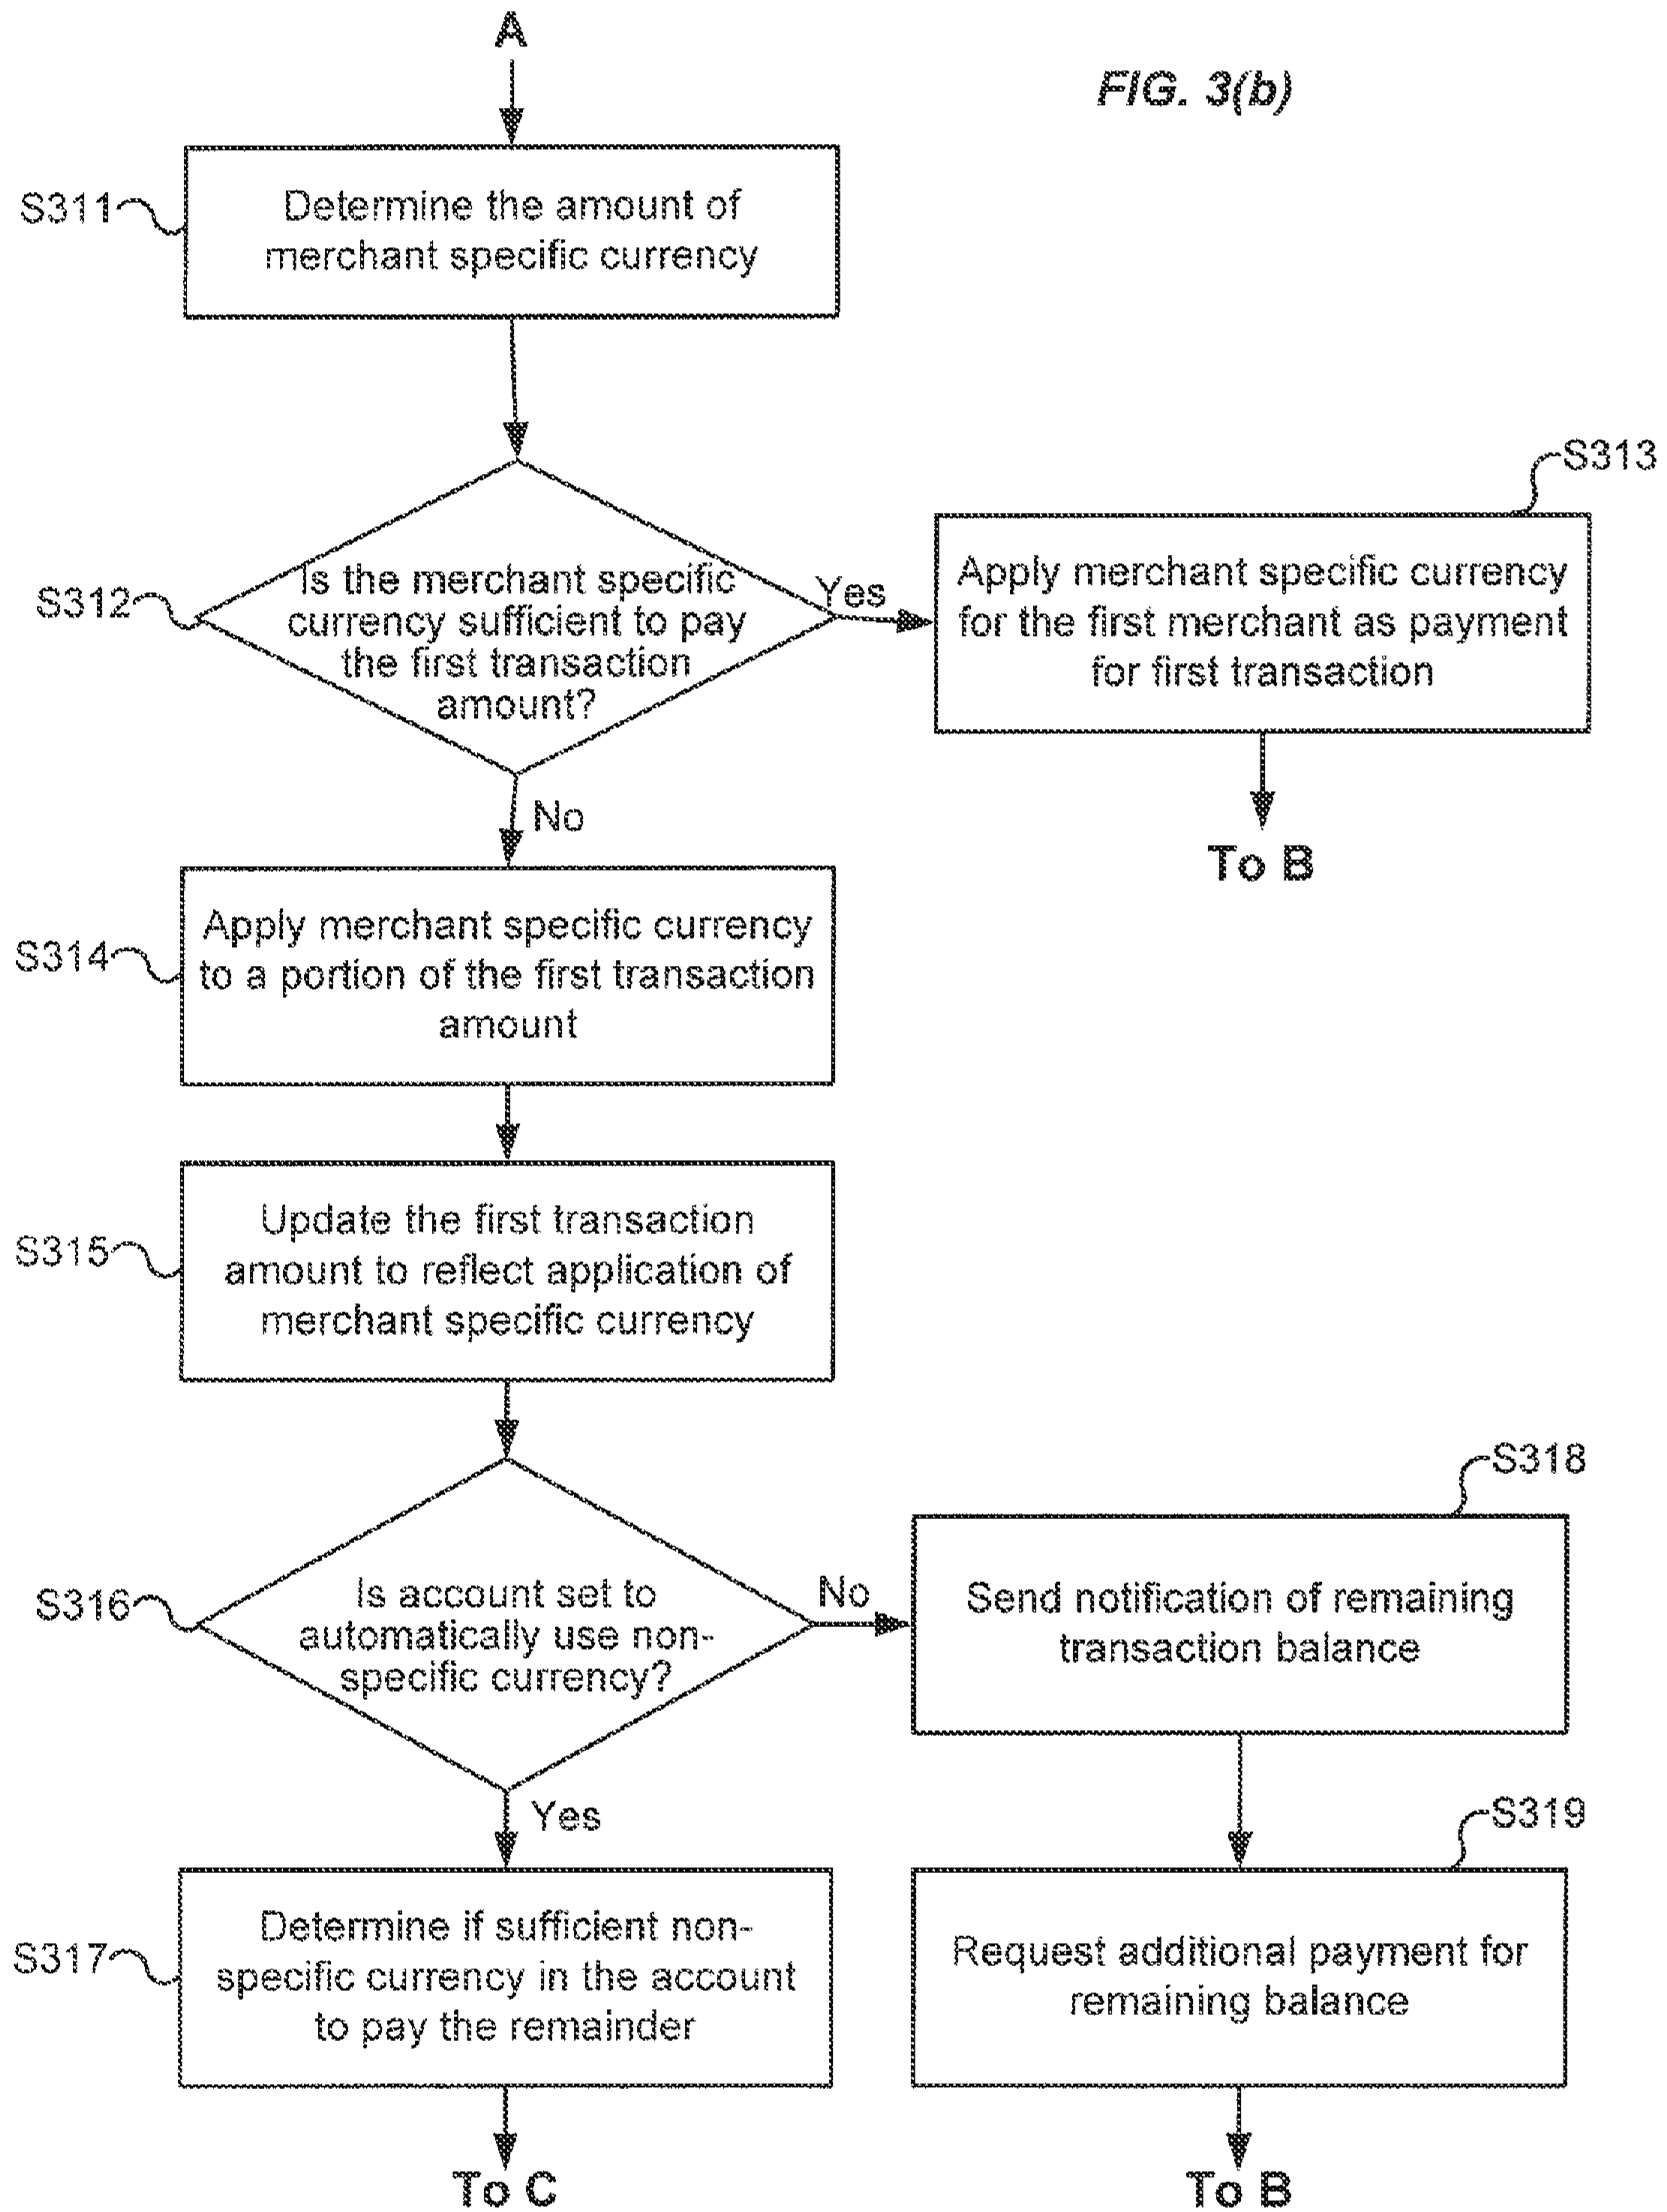 A
FIG. 3(b)
S311
Determine the amount of
merchant specific currency
S312
Is the merchant specific
currency sufficient to pay
the first transaction
amount?
Yes
S313
Apply merchant specific currency
for the first merchant as payment
for first transaction
To B
No
S314
Apply merchant specific currency
to a portion of the first transaction
amount
S315
Update the first transaction
amount to reflect application of
merchant specific currency
S316
Is account set to
automatically use non-
specific currency?
No
S318
Send notification of remaining
transaction balance
Yes
S317
Determine if sufficient non-
specific currency in the account
to pay the remainder
S319
Request additional payment for
remaining balance
To C
To B